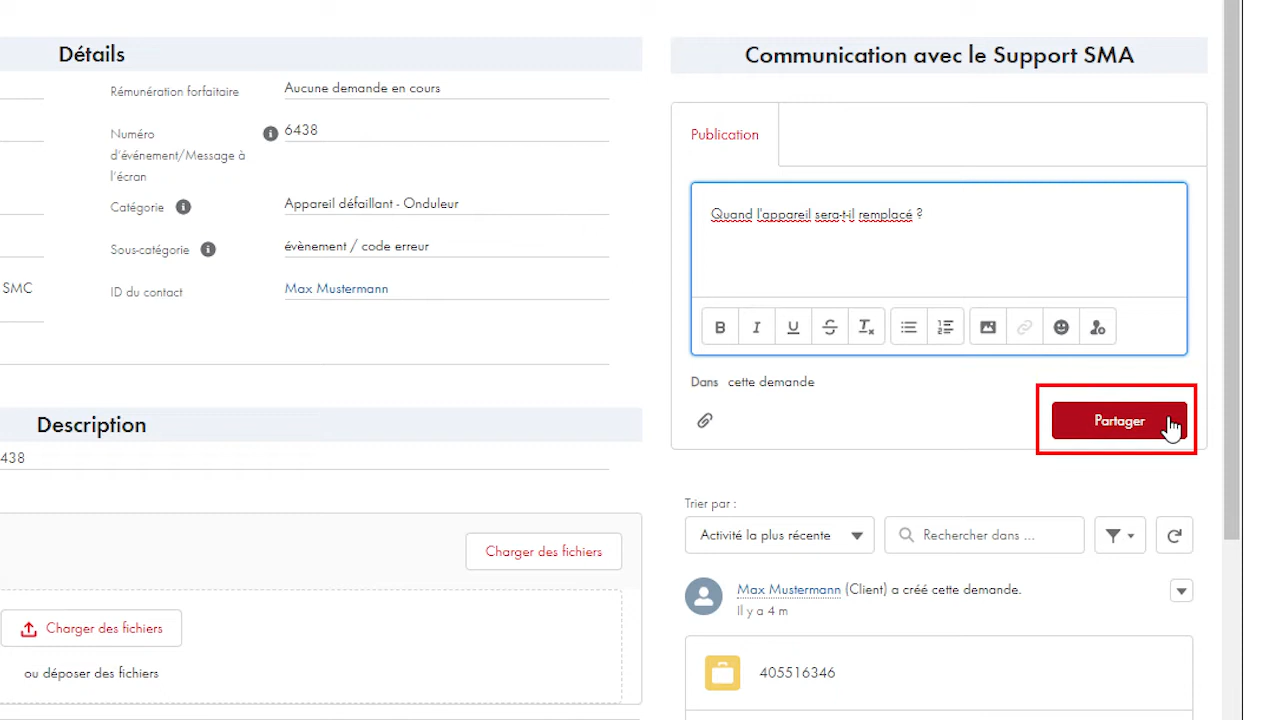 Détails
Rémunération forfaitaire
Aucune demande en cours
Numéro
d'événement/Message à
l'écran
6438
Catégorie
Appareil défaillant - Onduleur
Sous-catégorie
évènement / code erreur
SMC
ID du contact
Max Mustermann
Description
438
Charger des fichiers
Charger des fichiers
ou déposer des fichiers
Communication avec le Support SMA
Publication
Quand l'appareil sera-t-il remplacé ?
Dans cette demande
Partager
Trier par :
Activité la plus récente
Rechercher dans ...
Max Mustermann (Client) a créé cette demande.
Il y a 4 m
405516346